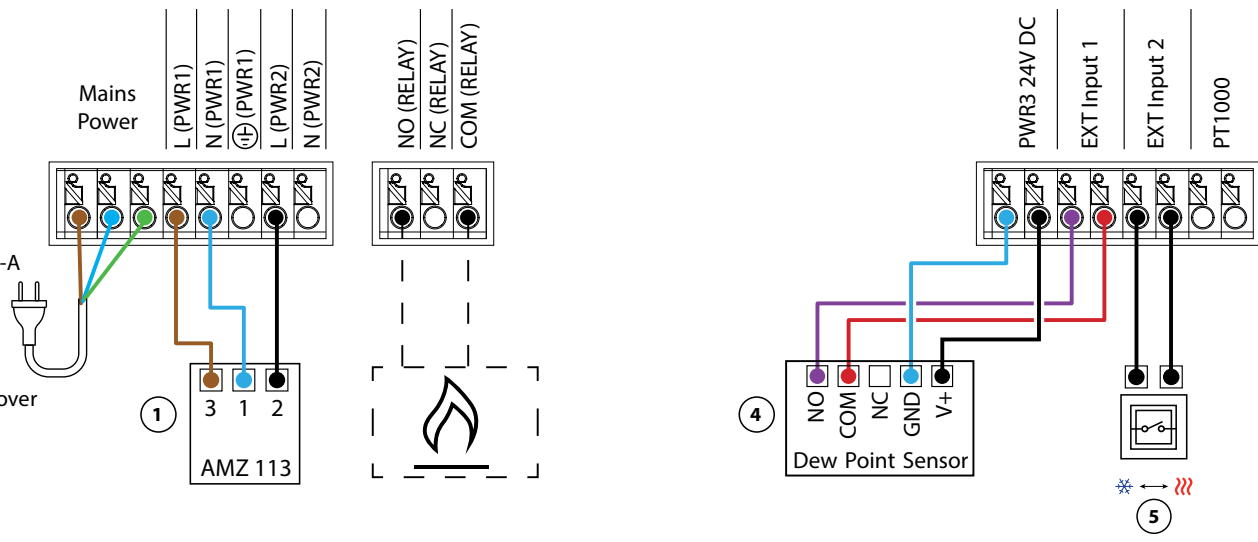 Mains
Power
L (PWR1)
N (PWR1)
(PWR1)
L (PWR2)
N (PWR2)
NO (RELAY)
NC (RELAY)
COM (RELAY)
PWR3 24V DC
EXT Input 1
EXT Input 2
PT1000
-A
over
1
3 1 2
AMZ 113
4
NO
COM
NC
GND
V+
Dew Point Sensor
5